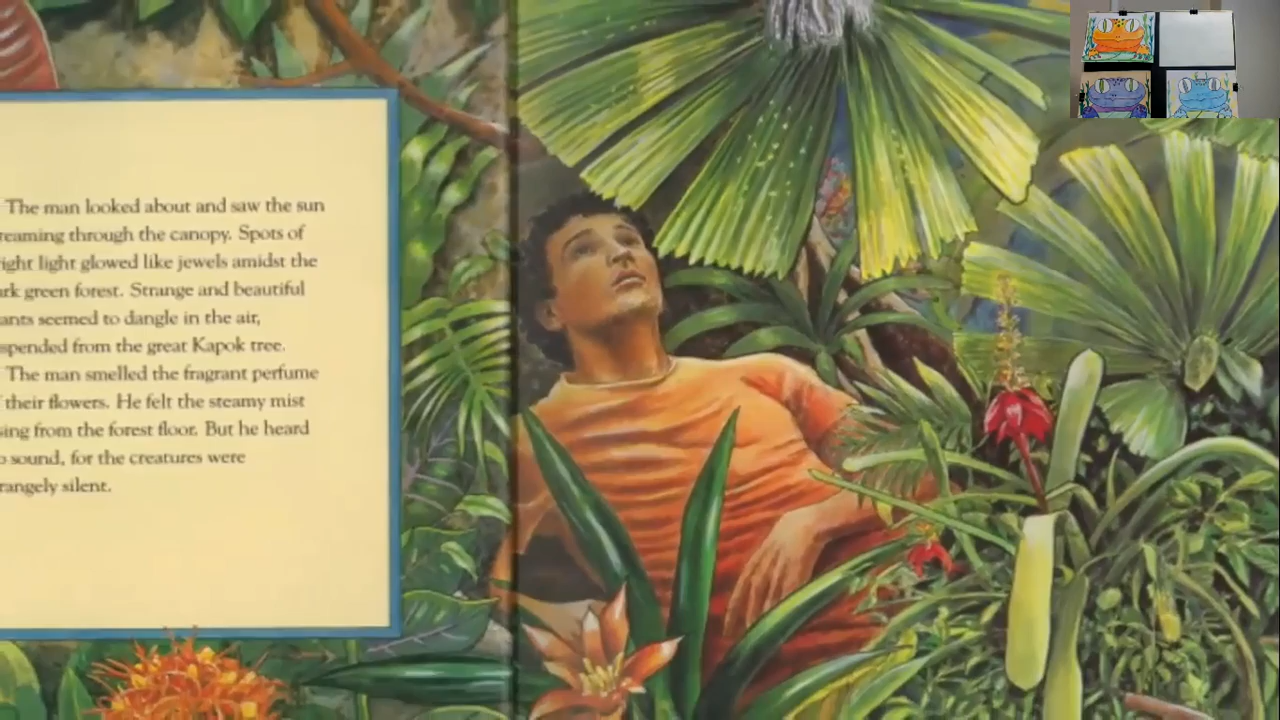 The man looked about and saw the sun
reaming through the canopy. Spots of
ight light glowed like jewels amidst the
rk green forest. Strange and beautiful
ants seemed to dangle in the air,
spended from the great Kapok tree.
The man smelled the fragrant perfume
their flowers. He felt the steamy mist
sing from the forest floor. But he heard
sound, for the creatures were
rangely silent.